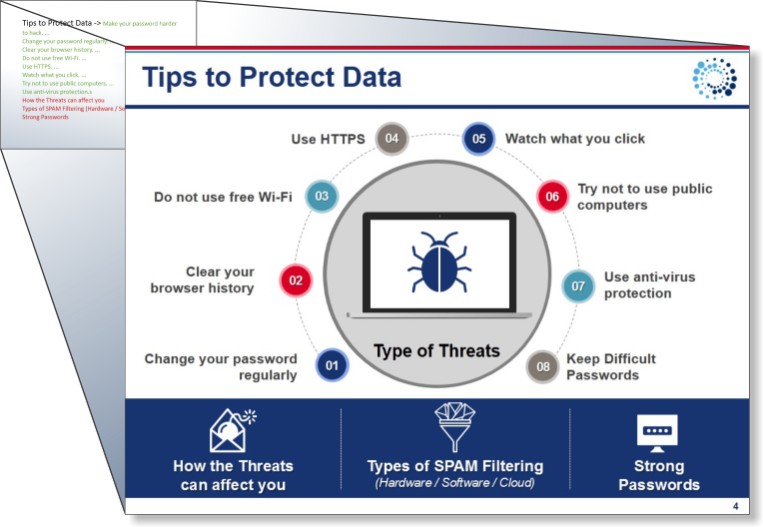 Tips to Protect Data -> Make your password harder
to hack. ...
Change your password regularly. ...
Clear your browser history. ...
Do not use free Wi-Fi. ...
Use HTTPS. ...
Watch what you click. ...
Try not to use public computers. ...
Use anti-virus protection.s
How the Threats can affect you
Types of SPAM Filtering (Hardware / So
Strong Passwords
Tips to Protect Data
Use HTTPS 04
05 Watch what you click
Do not use free Wi-Fi 03
06 Try not to use public
computers
Clear your
browser history 02
07 Use anti-virus
protection
Change your password
regularly 01
08 Keep Difficult
Passwords
Type of Threats
How the Threats
can affect you
Types of SPAM Filtering
(Hardware / Software / Cloud)
Strong
Passwords
4